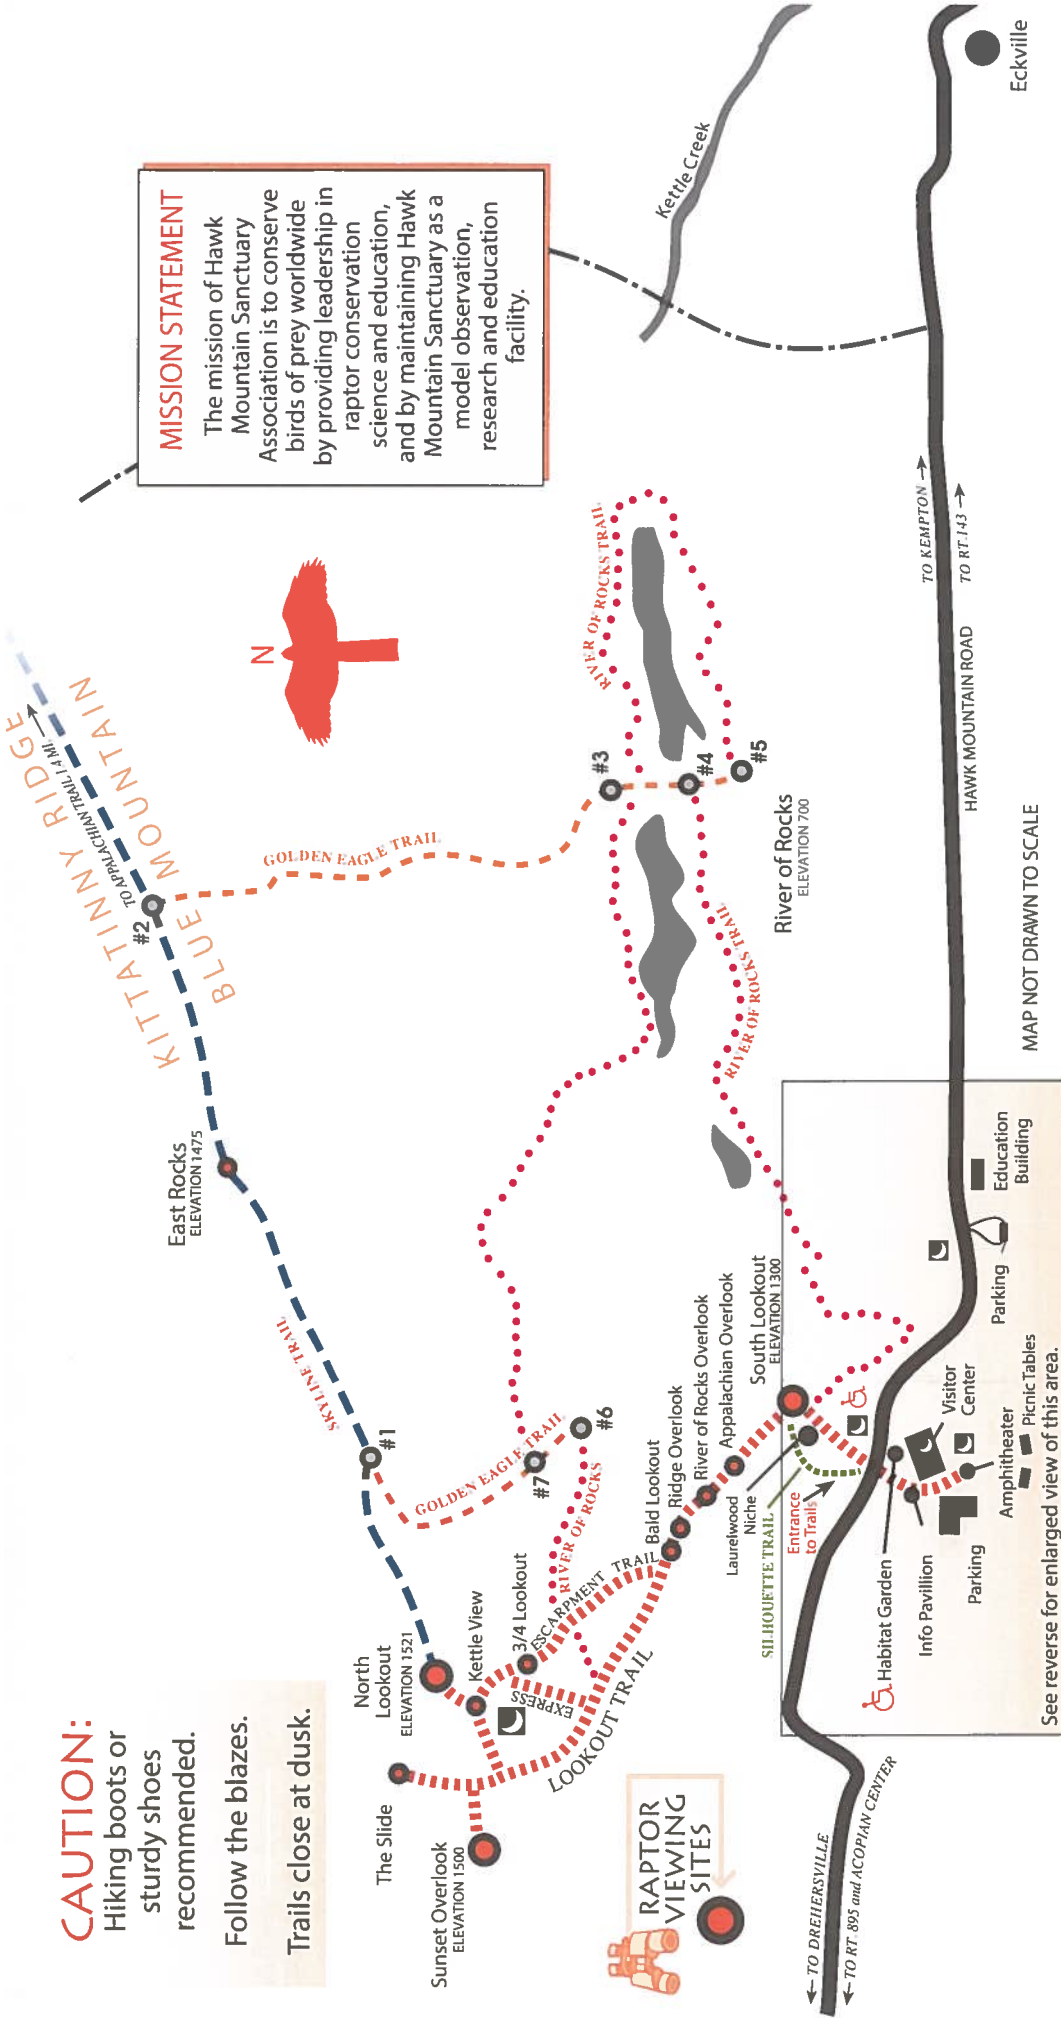 CAUTION:
Hiking boots or
sturdy shoes
recommended.
Follow the blazes.
Trails close at dusk.
KITTATINNY RIDGE
TO APPALACHIAN TRAIL 1.4 MI.
BLUE MOUNTAIN
#2
East Rocks
ELEVATION 1475
SKYLINE TRAIL
#1
N
MISSION STATEMENT
The mission of Hawk
Mountain Sanctuary
Association is to conserve
birds of prey worldwide
by providing leadership in
raptor conservation
science and education,
and by maintaining Hawk
Mountain Sanctuary as a
model observation,
research and education
facility.
GOLDEN EAGLE TRAIL
North
Lookout
ELEVATION 1521
The Slide
Sunset Overlook
ELEVATION 1500
Kettle View
3/4 Lookout
ESCARPMENT TRAIL
EXPRESS
LOOKOUT TRAIL
GOLDEN EAGLE TRAIL
#7
#6
RIVER OF ROCKS
RIVER OF ROCKS TRAIL
#3
#4
#5
River of Rocks
ELEVATION 700
RIVER OF ROCKS TRAIL
Kettle Creek
RAPTOR
VIEWING
SITES
Bald Lookout
Ridge Overlook
River of Rocks Overlook
Appalachian Overlook
South Lookout
ELEVATION 1300
Laurelwood
Niche
SILHOUETTE TRAIL
Entrance
to Trails
Habitat Garden
Info Pavillion
Parking
Visitor
Center
Amphitheater
Picnic Tables
Parking
Education
Building
See reverse for enlarged view of this area.
TO DREHERSVILLE
TO RT. 895 and ACOPIAN CENTER
HAWK MOUNTAIN ROAD
TO KEMPTON
TO RT. 143
Eckville
MAP NOT DRAWN TO SCALE